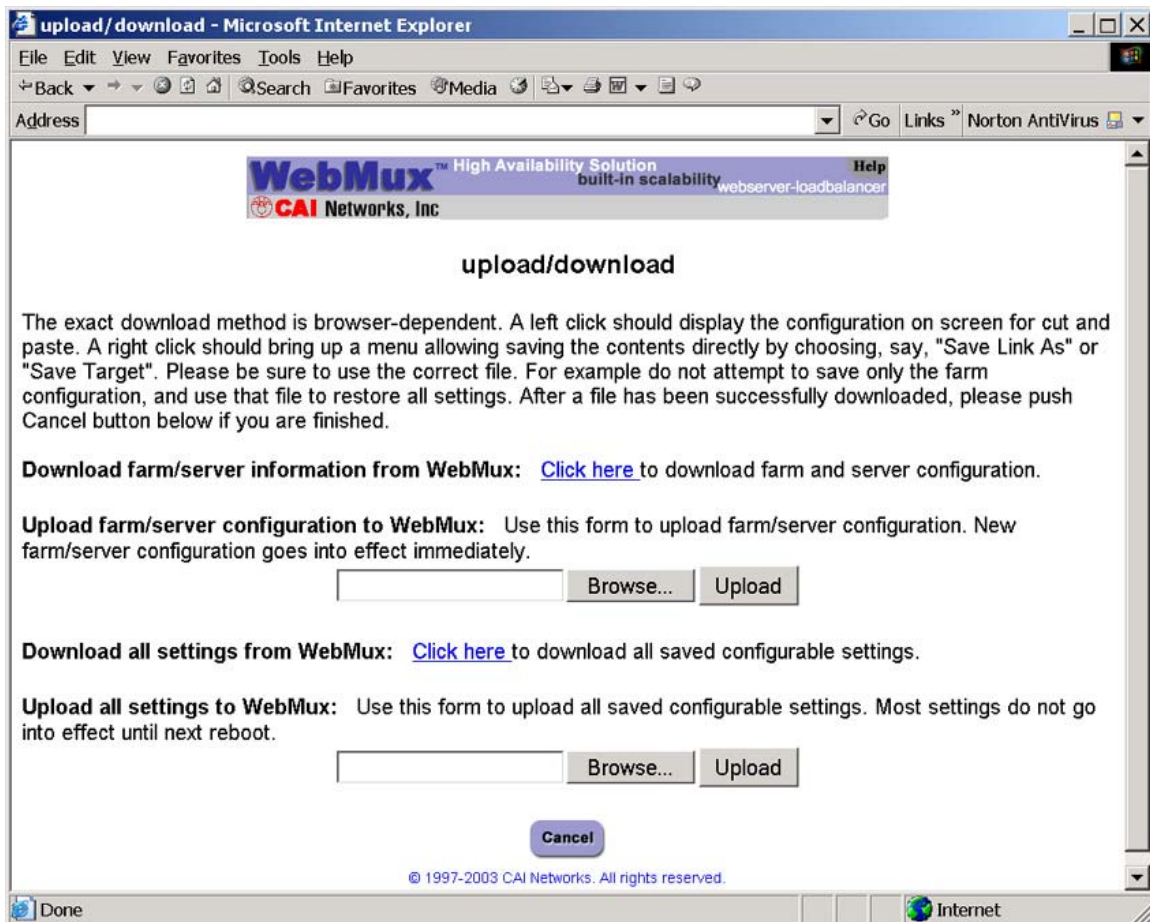 upload/download - Microsoft Internet Explorer
File Edit View Favorites Tools Help
Back Search Favorites Media
Address Go Links » Norton AntiVirus
WebMux™ High Availability Solution Help
built-in scalability
webserver-loadbalancer
CAI Networks, Inc
upload/download
The exact download method is browser-dependent. A left click should display the configuration on screen for cut and
paste. A right click should bring up a menu allowing saving the contents directly by choosing, say, "Save Link As" or
"Save Target". Please be sure to use the correct file. For example do not attempt to save only the farm
configuration, and use that file to restore all settings. After a file has been successfully downloaded, please push
Cancel button below if you are finished.
Download farm/server information from WebMux: Click here to download farm and server configuration.
Upload farm/server configuration to WebMux: Use this form to upload farm/server configuration. New
farm/server configuration goes into effect immediately.
Browse... Upload
Download all settings from WebMux: Click here to download all saved configurable settings.
Upload all settings to WebMux: Use this form to upload all saved configurable settings. Most settings do not go
into effect until next reboot.
Browse... Upload
Cancel
© 1997-2003 CAI Networks. All rights reserved.
Done Internet